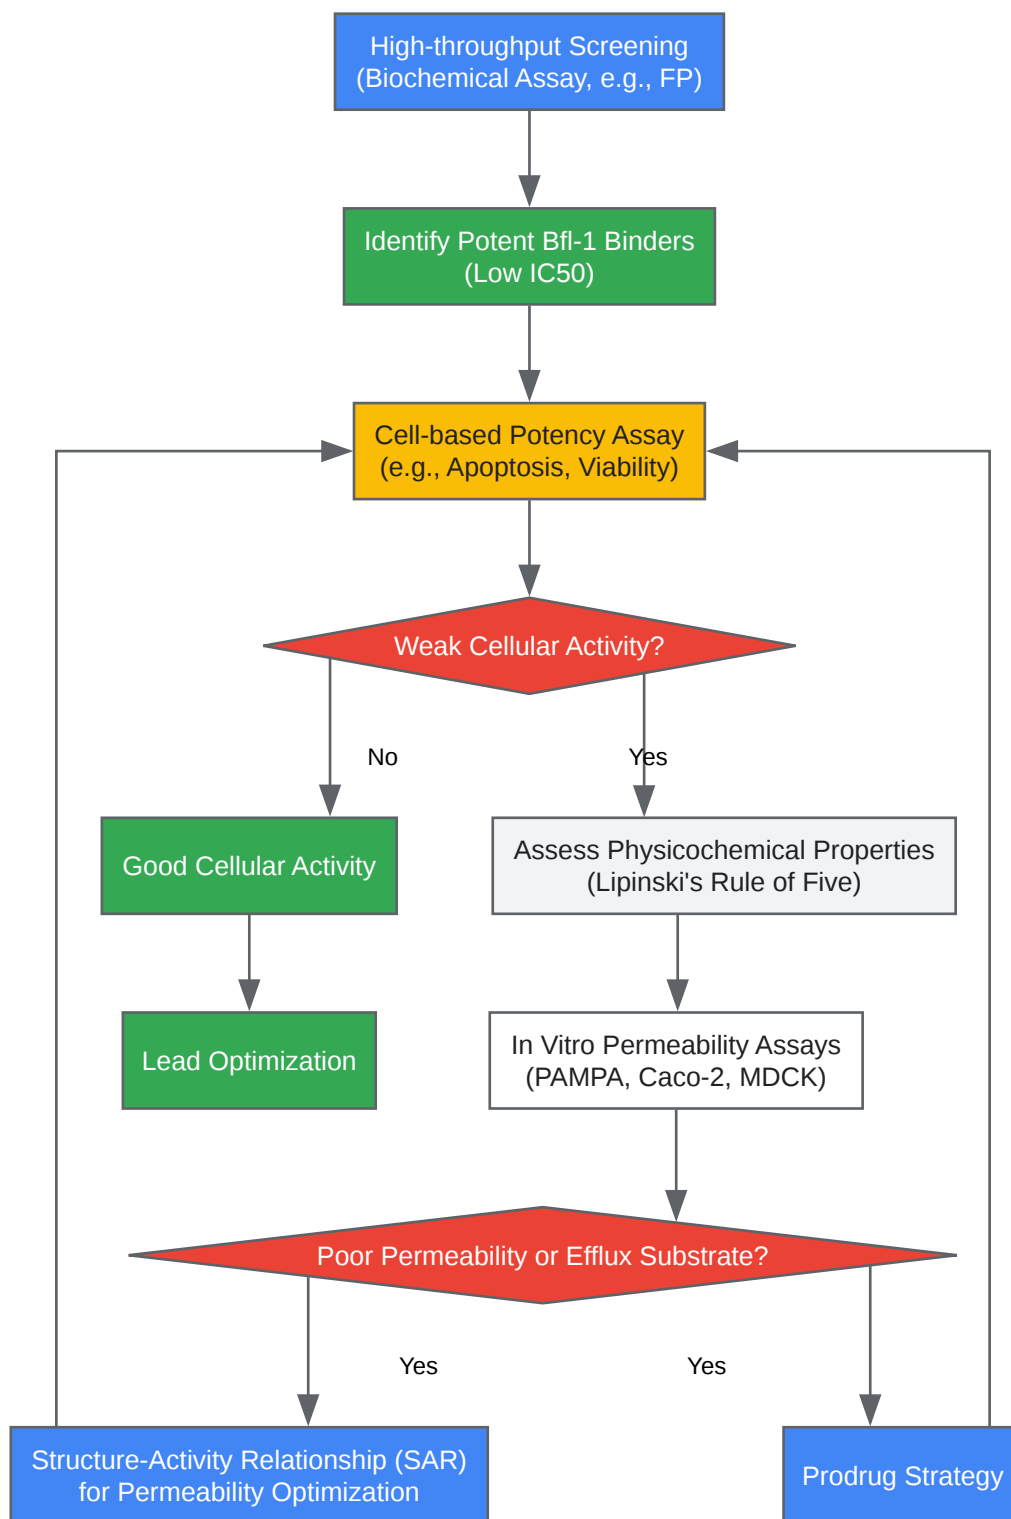 High-throughput Screening
(Biochemical Assay, e.g., FP)
Identify Potent Bfl-1 Binders
(Low IC50)
Cell-based Potency Assay
(e.g., Apoptosis, Viability)
Weak Cellular Activity?
No
Yes
Good Cellular Activity
Assess Physicochemical Properties
(Lipinski's Rule of Five)
Lead Optimization
In Vitro Permeability Assays
(PAMPA, Caco-2, MDCK)
Poor Permeability or Efflux Substrate?
Yes
Yes
Structure-Activity Relationship (SAR)
for Permeability Optimization
Prodrug Strategy